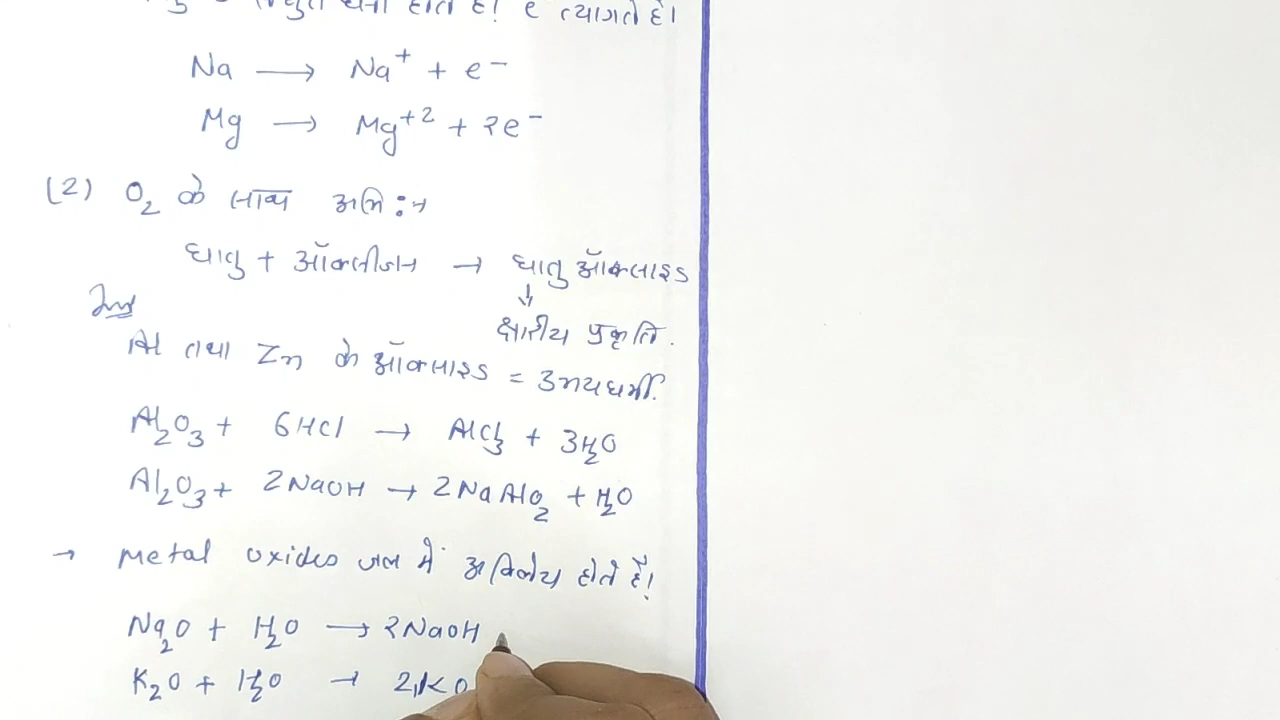 होते हैं! e त्यागते हैं।
Na ⟶ Na⁺ + e⁻
Mg ⟶ Mg⁺² + 2e⁻
(2) O₂ के साथ अभि :न
धातु + ऑक्सीजन → धातु ऑक्साइड
↓
क्षारीय प्रकृति.
Al तथा Zn के ऑक्साइड = उभयधर्मी.
Al₂O₃ + 6HCl → AlCl₃ + 3H₂O
Al₂O₃ + 2NaOH → 2NaAlO₂ + H₂O
→ Metal oxides जल में अविलेय होते हैं!
Na₂O + H₂O ⟶ 2NaOH
K₂O + H₂O → 2KO